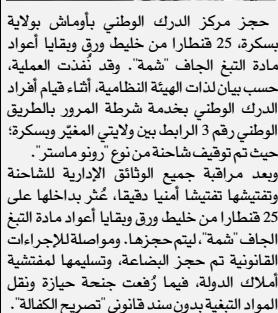 حجز مركز الدرك الوطني بأوماش بولاية
بسكرة، 25 قنطارا من خليط ورق وبقايا أعواد
مادة التبغ الجاف "شمة". وقد نُفذت العملية،
حسب بيان لذات الهيئة النظامية، أثناء قيام أفراد
الدرك الوطني بخدمة شرطة المرور بالطريق
الوطني رقم 3 الرابط بين ولايتي المغيّر وبسكرة؛
حيث تم توقيف شاحنة من نوع "رونو ماستر".
وبعد مراقبة جميع الوثائق الإدارية للشاحنة
وتفتيشها تفتيشا أمنيا دقيقا، عُثر بداخلها على
25 قنطارا من خليط ورق وبقايا أعواد مادة التبغ
الجاف "شمة"، ليتم حجزها. ومواصلة للإجراءات
القانونية تم حجز البضاعة، وتسليمها لمفتشية
أملاك الدولة، فيما رُفعت جنحة حيازة ونقل
المواد التبغية بدون سند قانوني "تصريح الكفالة".